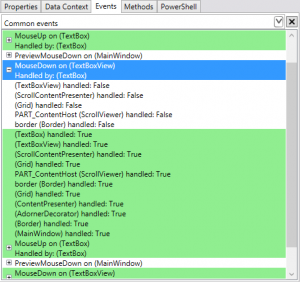 Properties Data Context Events Methods PowerShell
Common events
MouseUp on (TextBox)
Handled by: (TextBox)
PreviewMouseDown on (MainWindow)
MouseDown on (TextBoxView)
Handled by: (TextBox)
(TextBoxView) handled: False
(ScrollContentPresenter) handled: False
(Grid) handled: False
PART_ContentHost (ScrollViewer) handled: False
border (Border) handled: False
(TextBox) handled: True
(TextBoxView) handled: True
(ScrollContentPresenter) handled: True
(Grid) handled: True
PART_ContentHost (ScrollViewer) handled: True
border (Border) handled: True
(Grid) handled: True
(ContentPresenter) handled: True
(AdornerDecorator) handled: True
(Border) handled: True
(MainWindow) handled: True
MouseUp on (TextBox)
Handled by: (TextBox)
PreviewMouseDown on (MainWindow)
MouseDown on (TextBoxView)